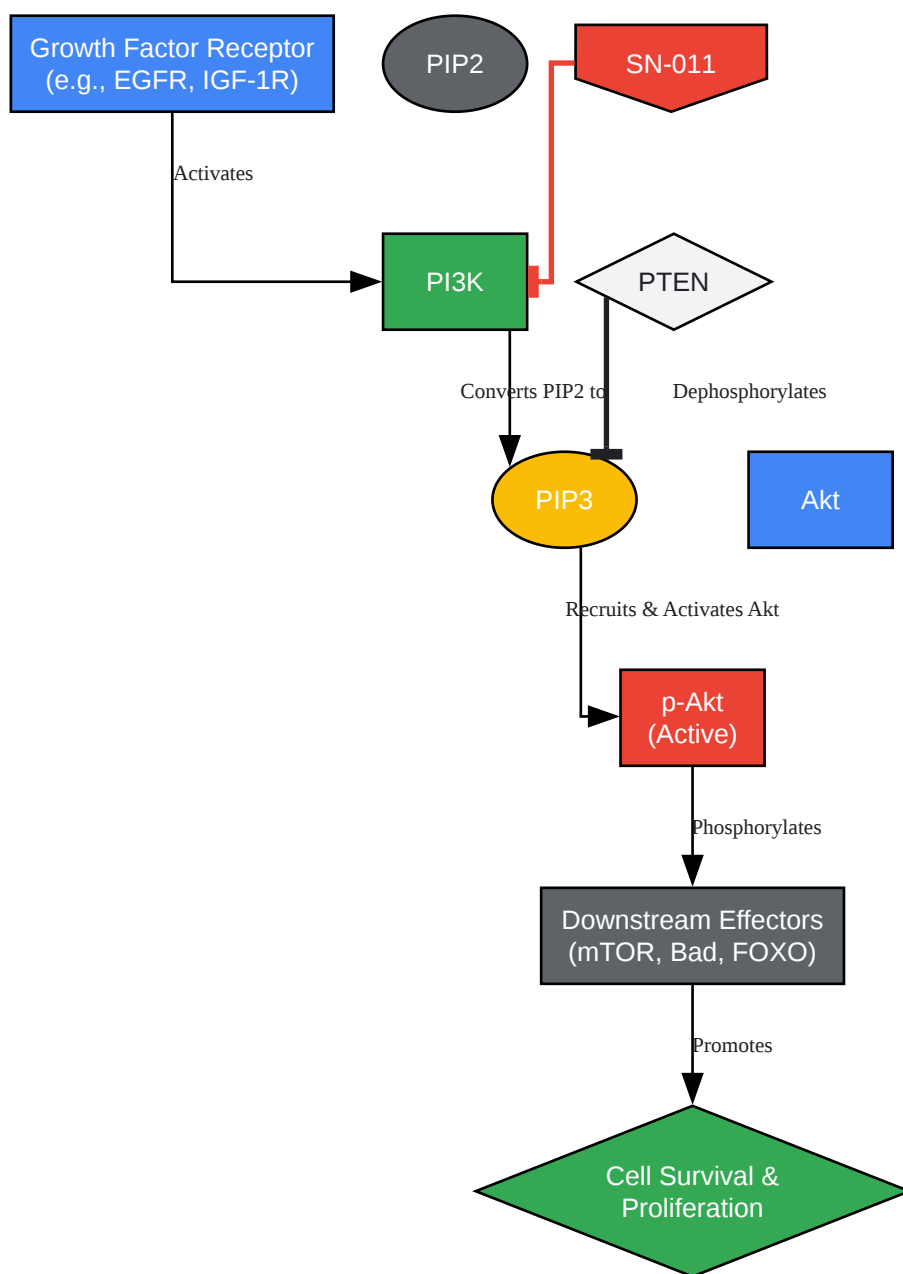 Growth Factor Receptor
(e.g., EGFR, IGF-1R)
PIP2
SN-011
Activates
PI3K
PTEN
Converts PIP2 to
Dephosphorylates
PIP3
Akt
Recruits & Activates Akt
p-Akt
(Active)
Phosphorylates
Downstream Effectors
(mTOR, Bad, FOXO)
Promotes
Cell Survival &
Proliferation